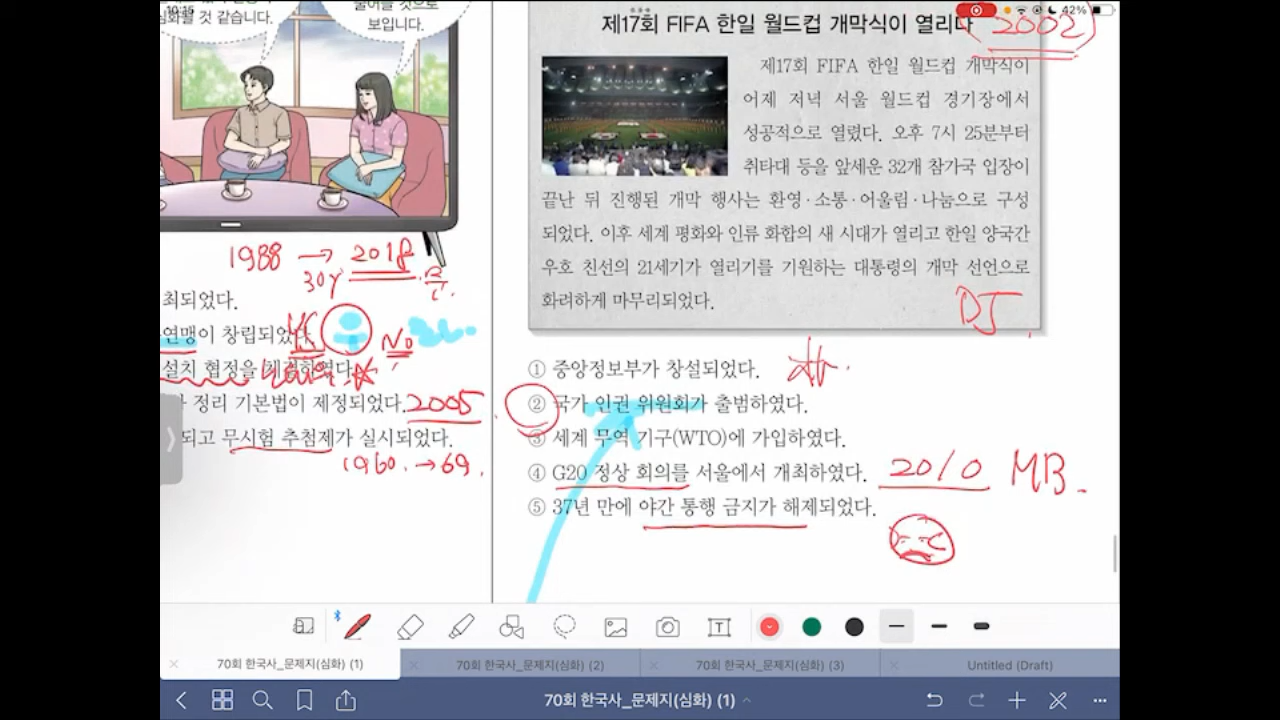 10:15
심화될 것 같습니다.
보입니다.
42%
제17회 FIFA 한일 월드컵 개막식이 열리다
2002
제17회 FIFA 한일 월드컵 개막식이
어제 저녁 서울 월드컵 경기장에서
성공적으로 열렸다. 오후 7시 25분부터
취타대 등을 앞세운 32개 참가국 입장이
끝난 뒤 진행된 개막 행사는 환영·소통·어울림·나눔으로 구성
되었다. 이후 세계 평화와 인류 화합의 새 시대가 열리고 한일 양국간
우호 친선의 21세기가 열리기를 기원하는 대통령의 개막 선언으로
화려하게 마무리되었다.
DJ
1988 → 2018
30y
최되었다.
연맹이 창립되었다.
No
설치 협정을 체결하였다.
정리 기본법이 제정되었다. 2005
되고 무시험 추첨제가 실시되었다.
1960. → 69.
① 중앙정보부가 창설되었다.
② 국가 인권 위원회가 출범하였다.
③ 세계 무역 기구(WTO)에 가입하였다.
④ G20 정상 회의를 서울에서 개최하였다. 2010 MB.
⑤ 37년 만에 야간 통행 금지가 해제되었다.
70회 한국사_문제지(심화) (1)
70회 한국사_문제지(심화) (2)
70회 한국사_문제지(심화) (3)
Untitled (Draft)
70회 한국사_문제지(심화) (1)